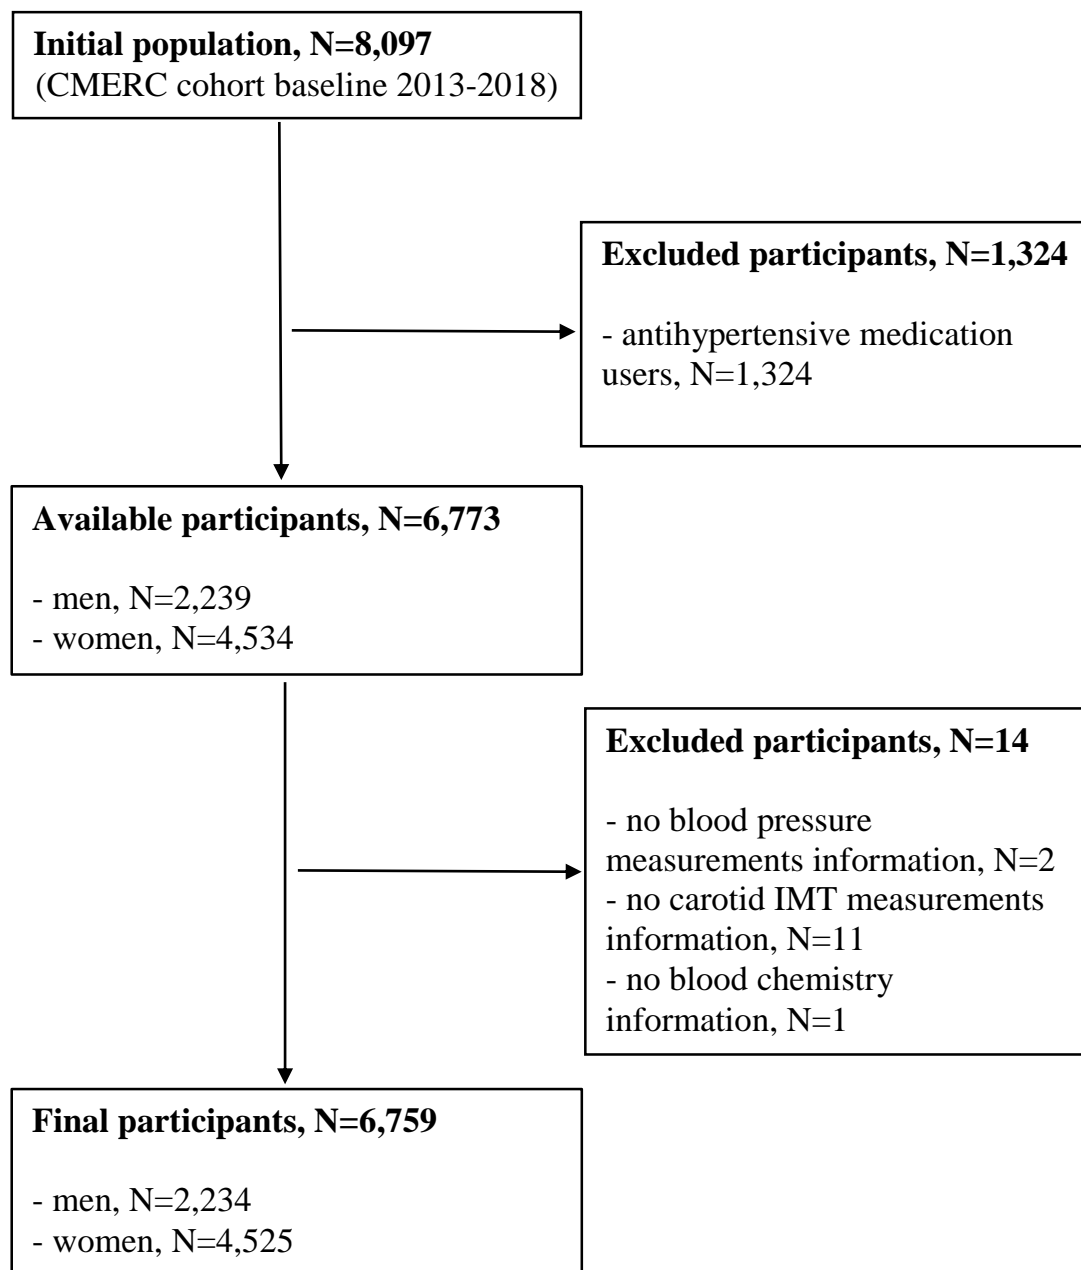 Initial population, N=8,097
(CMERC cohort baseline 2013-2018)
Excluded participants, N=1,324
- antihypertensive medication
users, N=1,324
Available participants, N=6,773
- men, N=2,239
- women, N=4,534
Excluded participants, N=14
- no blood pressure
measurements information, N=2
- no carotid IMT measurements
information, N=11
- no blood chemistry
information, N=1
Final participants, N=6,759
- men, N=2,234
- women, N=4,525